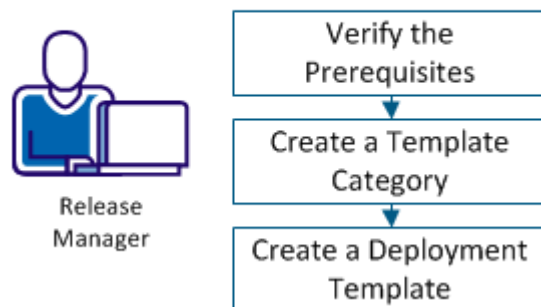 Verify the
Prerequisites
Create a Template
Category
Release
Manager
Create a Deployment
Template